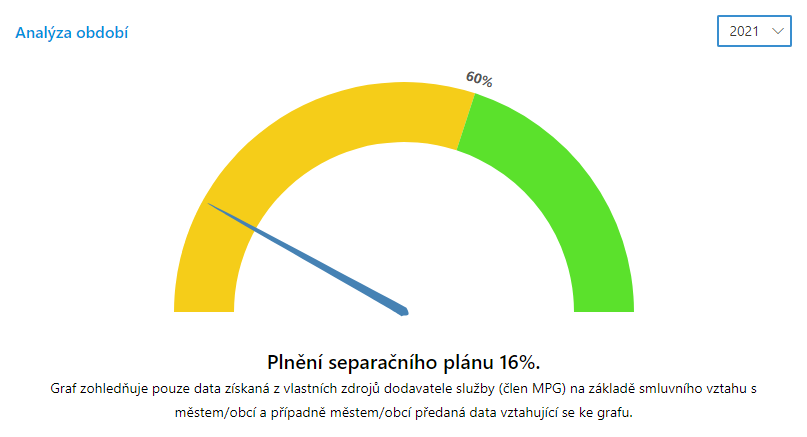 Analýza období
2021
60%
Plnění separačního plánu 16%.
Graf zohledňuje pouze data získaná z vlastních zdrojů dodavatele služby (člen MPG) na základě smluvního vztahu s
městem/obcí a případně městem/obcí předaná data vztahující se ke grafu.